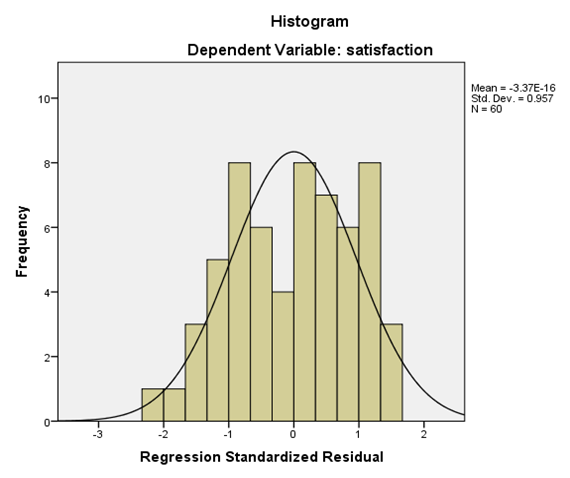 Histogram
Dependent Variable: satisfaction
Mean = -3.37E-16
Std. Dev. = 0.957
N = 60
Frequency
10
8
6
4
2
0
-3 -2 -1 0 1 2
Regression Standardized Residual